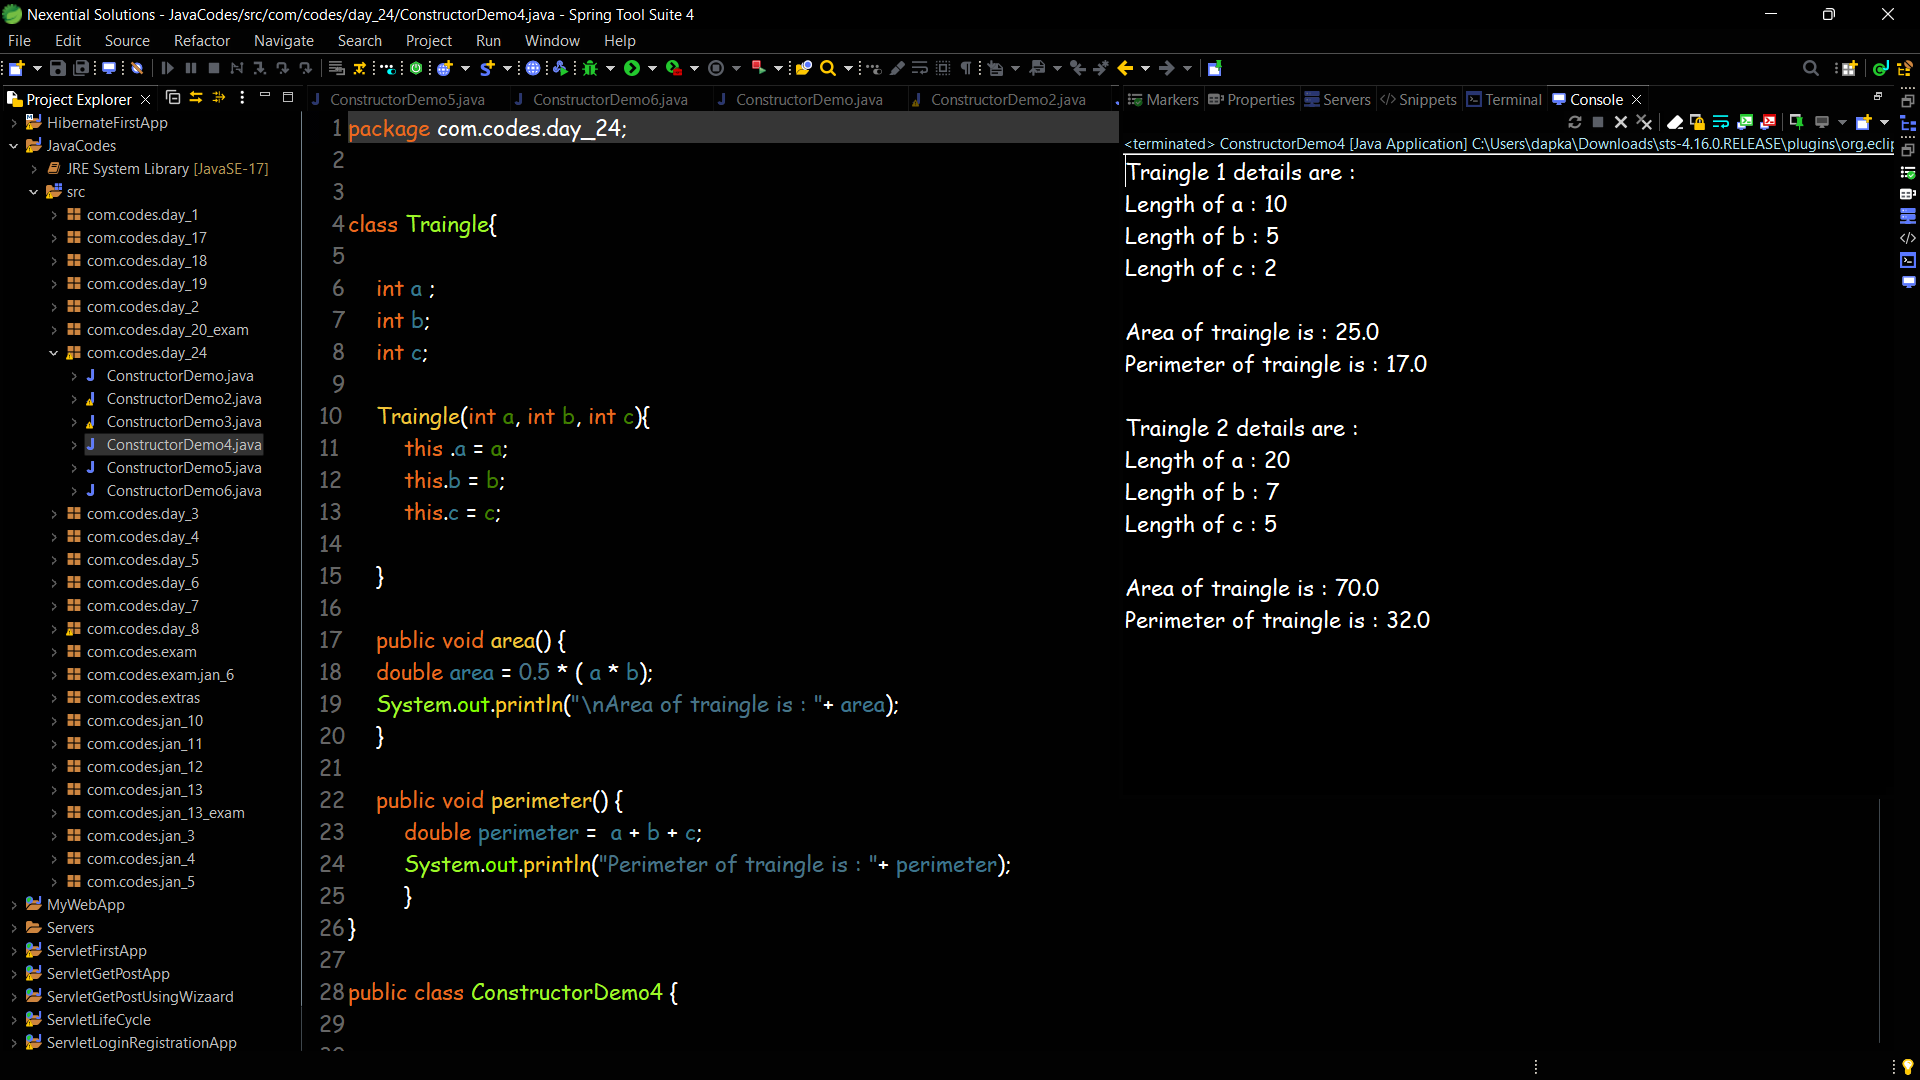 Nexential Solutions - JavaCodes/src/com/codes/day_24/ConstructorDemo4.java - Spring Tool Suite 4
File Edit Source Refactor Navigate Search Project Run Window Help
Project Explorer
HibernateFirstApp
JavaCodes
JRE System Library [JavaSE-17]
src
com.codes.day_1
com.codes.day_17
com.codes.day_18
com.codes.day_19
com.codes.day_2
com.codes.day_20_exam
com.codes.day_24
ConstructorDemo.java
ConstructorDemo2.java
ConstructorDemo3.java
ConstructorDemo4.java
ConstructorDemo5.java
ConstructorDemo6.java
com.codes.day_3
com.codes.day_4
com.codes.day_5
com.codes.day_6
com.codes.day_7
com.codes.day_8
com.codes.exam
com.codes.exam.jan_6
com.codes.extras
com.codes.jan_10
com.codes.jan_11
com.codes.jan_12
com.codes.jan_13
com.codes.jan_13_exam
com.codes.jan_3
com.codes.jan_4
com.codes.jan_5
MyWebApp
Servers
ServletFirstApp
ServletGetPostApp
ServletGetPostUsingWizaard
ServletLifeCycle
ServletLoginRegistrationApp
ConstructorDemo5.java ConstructorDemo6.java ConstructorDemo.java ConstructorDemo2.java
1 package com.codes.day_24;
2
3
4 class Traingle{
5
6 int a ;
7 int b;
8 int c;
9
10 Traingle(int a, int b, int c){
11 this .a = a;
12 this.b = b;
13 this.c = c;
14
15 }
16
17 public void area() {
18 double area = 0.5 * ( a * b);
19 System.out.println("\nArea of traingle is : "+ area);
20 }
21
22 public void perimeter() {
23 double perimeter = a + b + c;
24 System.out.println("Perimeter of traingle is : "+ perimeter);
25 }
26 }
27
28 public class ConstructorDemo4 {
29
Markers Properties Servers Snippets Terminal Console
<terminated> ConstructorDemo4 [Java Application] C:\Users\dapka\Downloads\sts-4.16.0.RELEASE\plugins\org.eclip
Traingle 1 details are :
Length of a : 10
Length of b : 5
Length of c : 2
Area of traingle is : 25.0
Perimeter of traingle is : 17.0
Traingle 2 details are :
Length of a : 20
Length of b : 7
Length of c : 5
Area of traingle is : 70.0
Perimeter of traingle is : 32.0